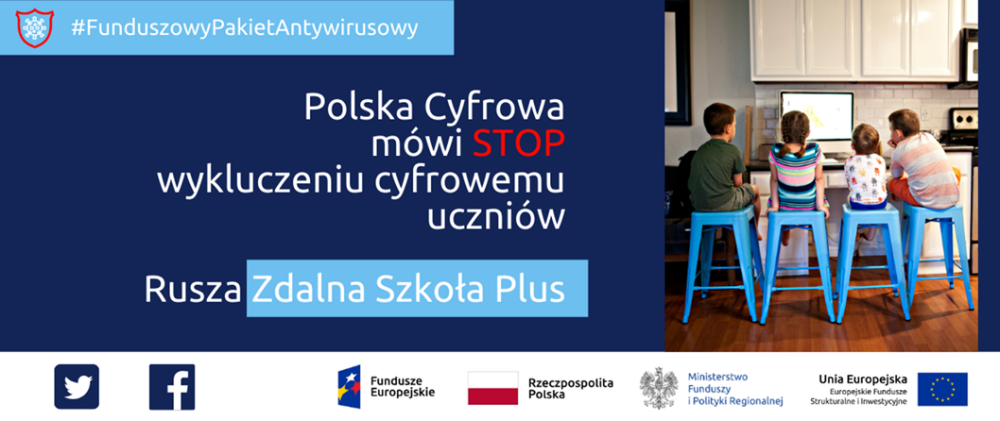 #FunduszowyPakietAntywirusowy
Polska Cyfrowa
mówi STOP
wykluczeniu cyfrowemu
uczniów
Rusza Zdalna Szkoła Plus
Fundusze
Europejskie
Rzeczpospolita
Polska
Ministerstwo
Funduszy
i Polityki Regionalnej
Unia Europejska
Europejskie Fundusze
Strukturalne i Inwestycyjne